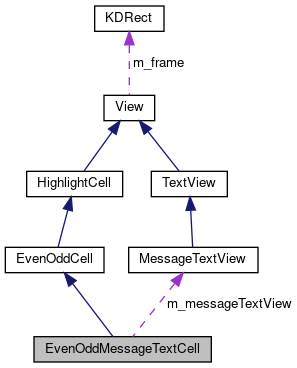 KDRect
m_frame
View
HighlightCell
TextView
EvenOddCell
MessageTextView
m_messageTextView
EvenOddMessageTextCell